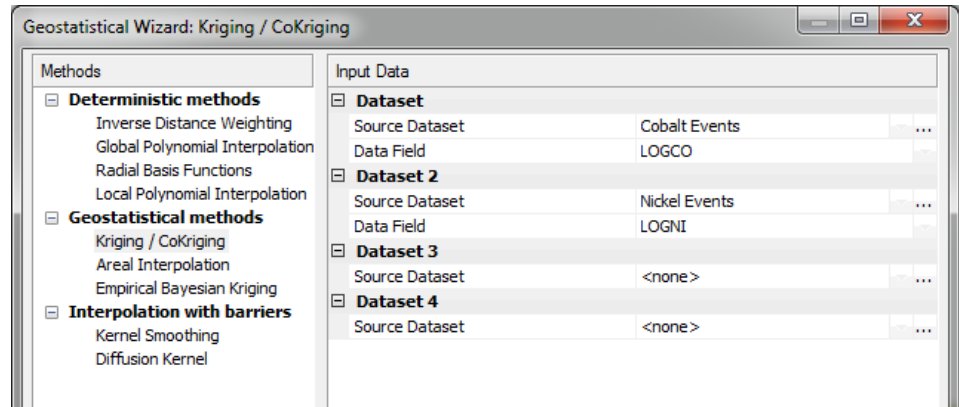 Geostatistical Wizard: Kriging / CoKriging
Methods
Deterministic methods
Inverse Distance Weighting
Global Polynomial Interpolation
Radial Basis Functions
Local Polynomial Interpolation
Geostatistical methods
Kriging / CoKriging
Areal Interpolation
Empirical Bayesian Kriging
Interpolation with barriers
Kernel Smoothing
Diffusion Kernel
Input Data
Dataset
Source Dataset Cobalt Events ...
Data Field LOGCO
Dataset 2
Source Dataset Nickel Events ...
Data Field LOGNI
Dataset 3
Source Dataset <none> ...
Dataset 4
Source Dataset <none> ...